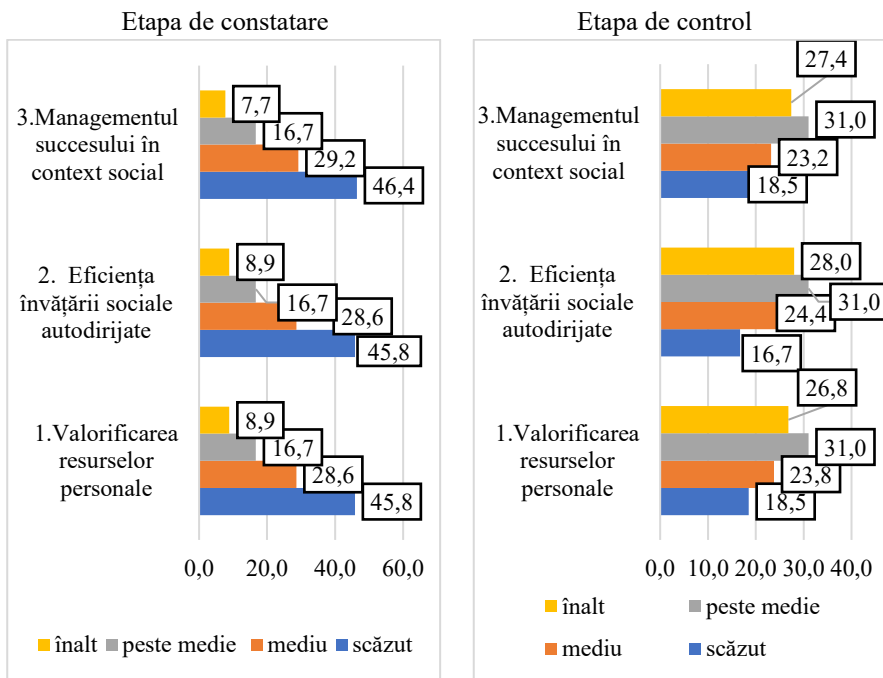 Etapa de constatare
3.Managementul
succesului în
context social
7,7
16,7
29,2
46,4
2. Eficiența
învățării sociale
autodirijate
8,9
16,7
28,6
45,8
1.Valorificarea
resurselor
personale
8,9
16,7
28,6
45,8
0,0 20,0 40,0 60,0
înalt peste medie mediu scăzut
Etapa de control
3.Managementul
succesului în
context social
27,4
31,0
23,2
18,5
2. Eficiența
învățării sociale
autodirijate
28,0
31,0
24,4
16,7
1.Valorificarea
resurselor
personale
26,8
31,0
23,8
18,5
0,0 10,0 20,0 30,0 40,0
înalt peste medie
mediu scăzut